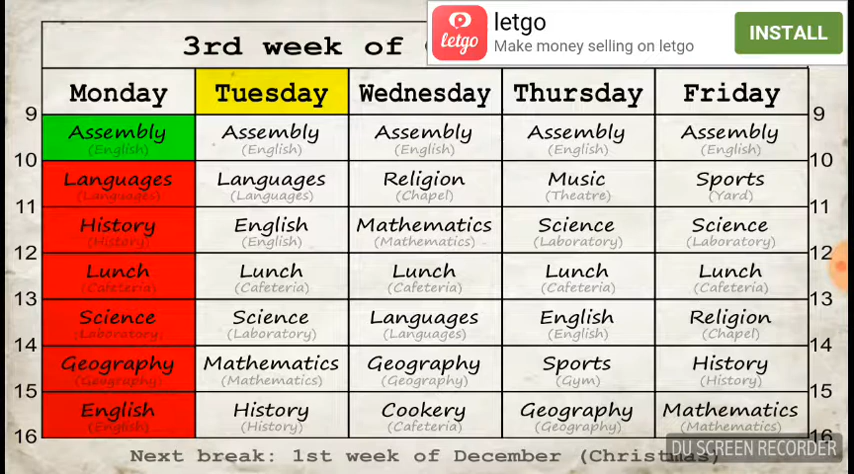 letgo
letgo
Make money selling on letgo
INSTALL
3rd week of
Monday Tuesday Wednesday Thursday Friday
9 9
Assembly Assembly Assembly Assembly Assembly
(English) (English) (English) (English) (English)
10 10
Languages Languages Religion Music Sports
(Languages) (Languages) (Chapel) (Theatre) (Yard)
11 11
History English Mathematics Science Science
(History) (English) (Mathematics) (Laboratory) (Laboratory)
12 12
Lunch Lunch Lunch Lunch Lunch
(Cafeteria) (Cafeteria) (Cafeteria) (Cafeteria) (Cafeteria)
13 13
Science Science Languages English Religion
(Laboratory) (Laboratory) (Languages) (English) (Chapel)
14 14
Geography Mathematics Geography Sports History
(Geography) (Mathematics) (Geography) (Gym) (History)
15 15
English History Cookery Geography Mathematics
(English) (History) (Cafeteria) (Geography) (Mathematics)
16 16
DU SCREEN RECORDER
Next break: 1st week of December (Christmas)